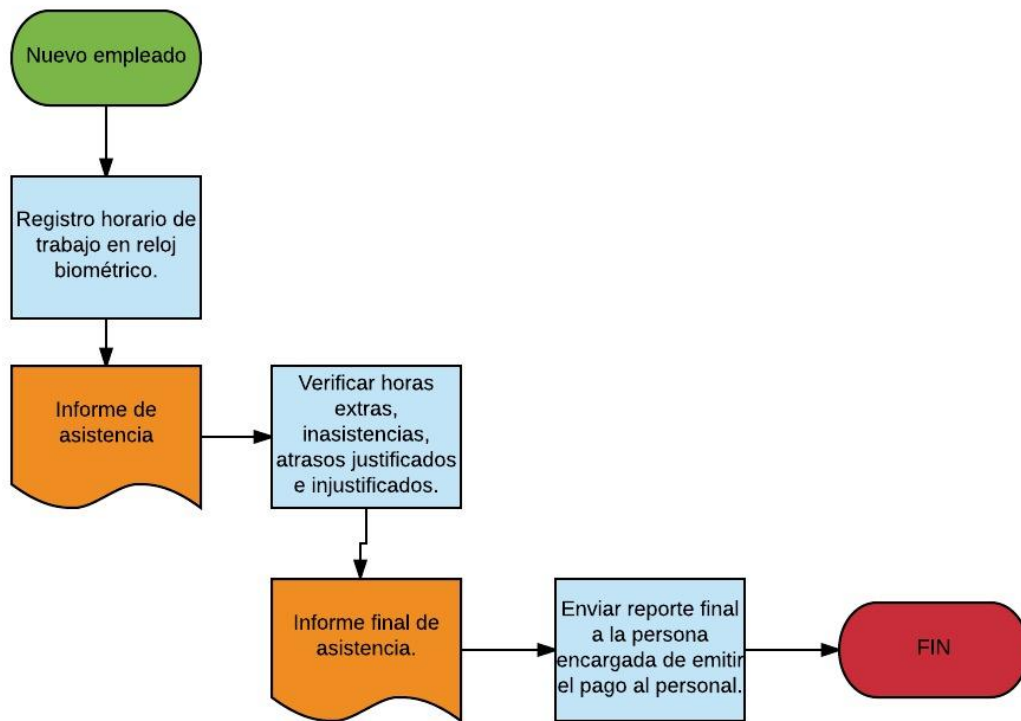 Nuevo empleado
Registro horario de
trabajo en reloj
biométrico.
Informe de
asistencia
Verificar horas
extras,
inasistencias,
atrasos justificados
e injustificados.
Informe final de
asistencia.
Enviar reporte final
a la persona
encargada de emitir
el pago al personal.
FIN